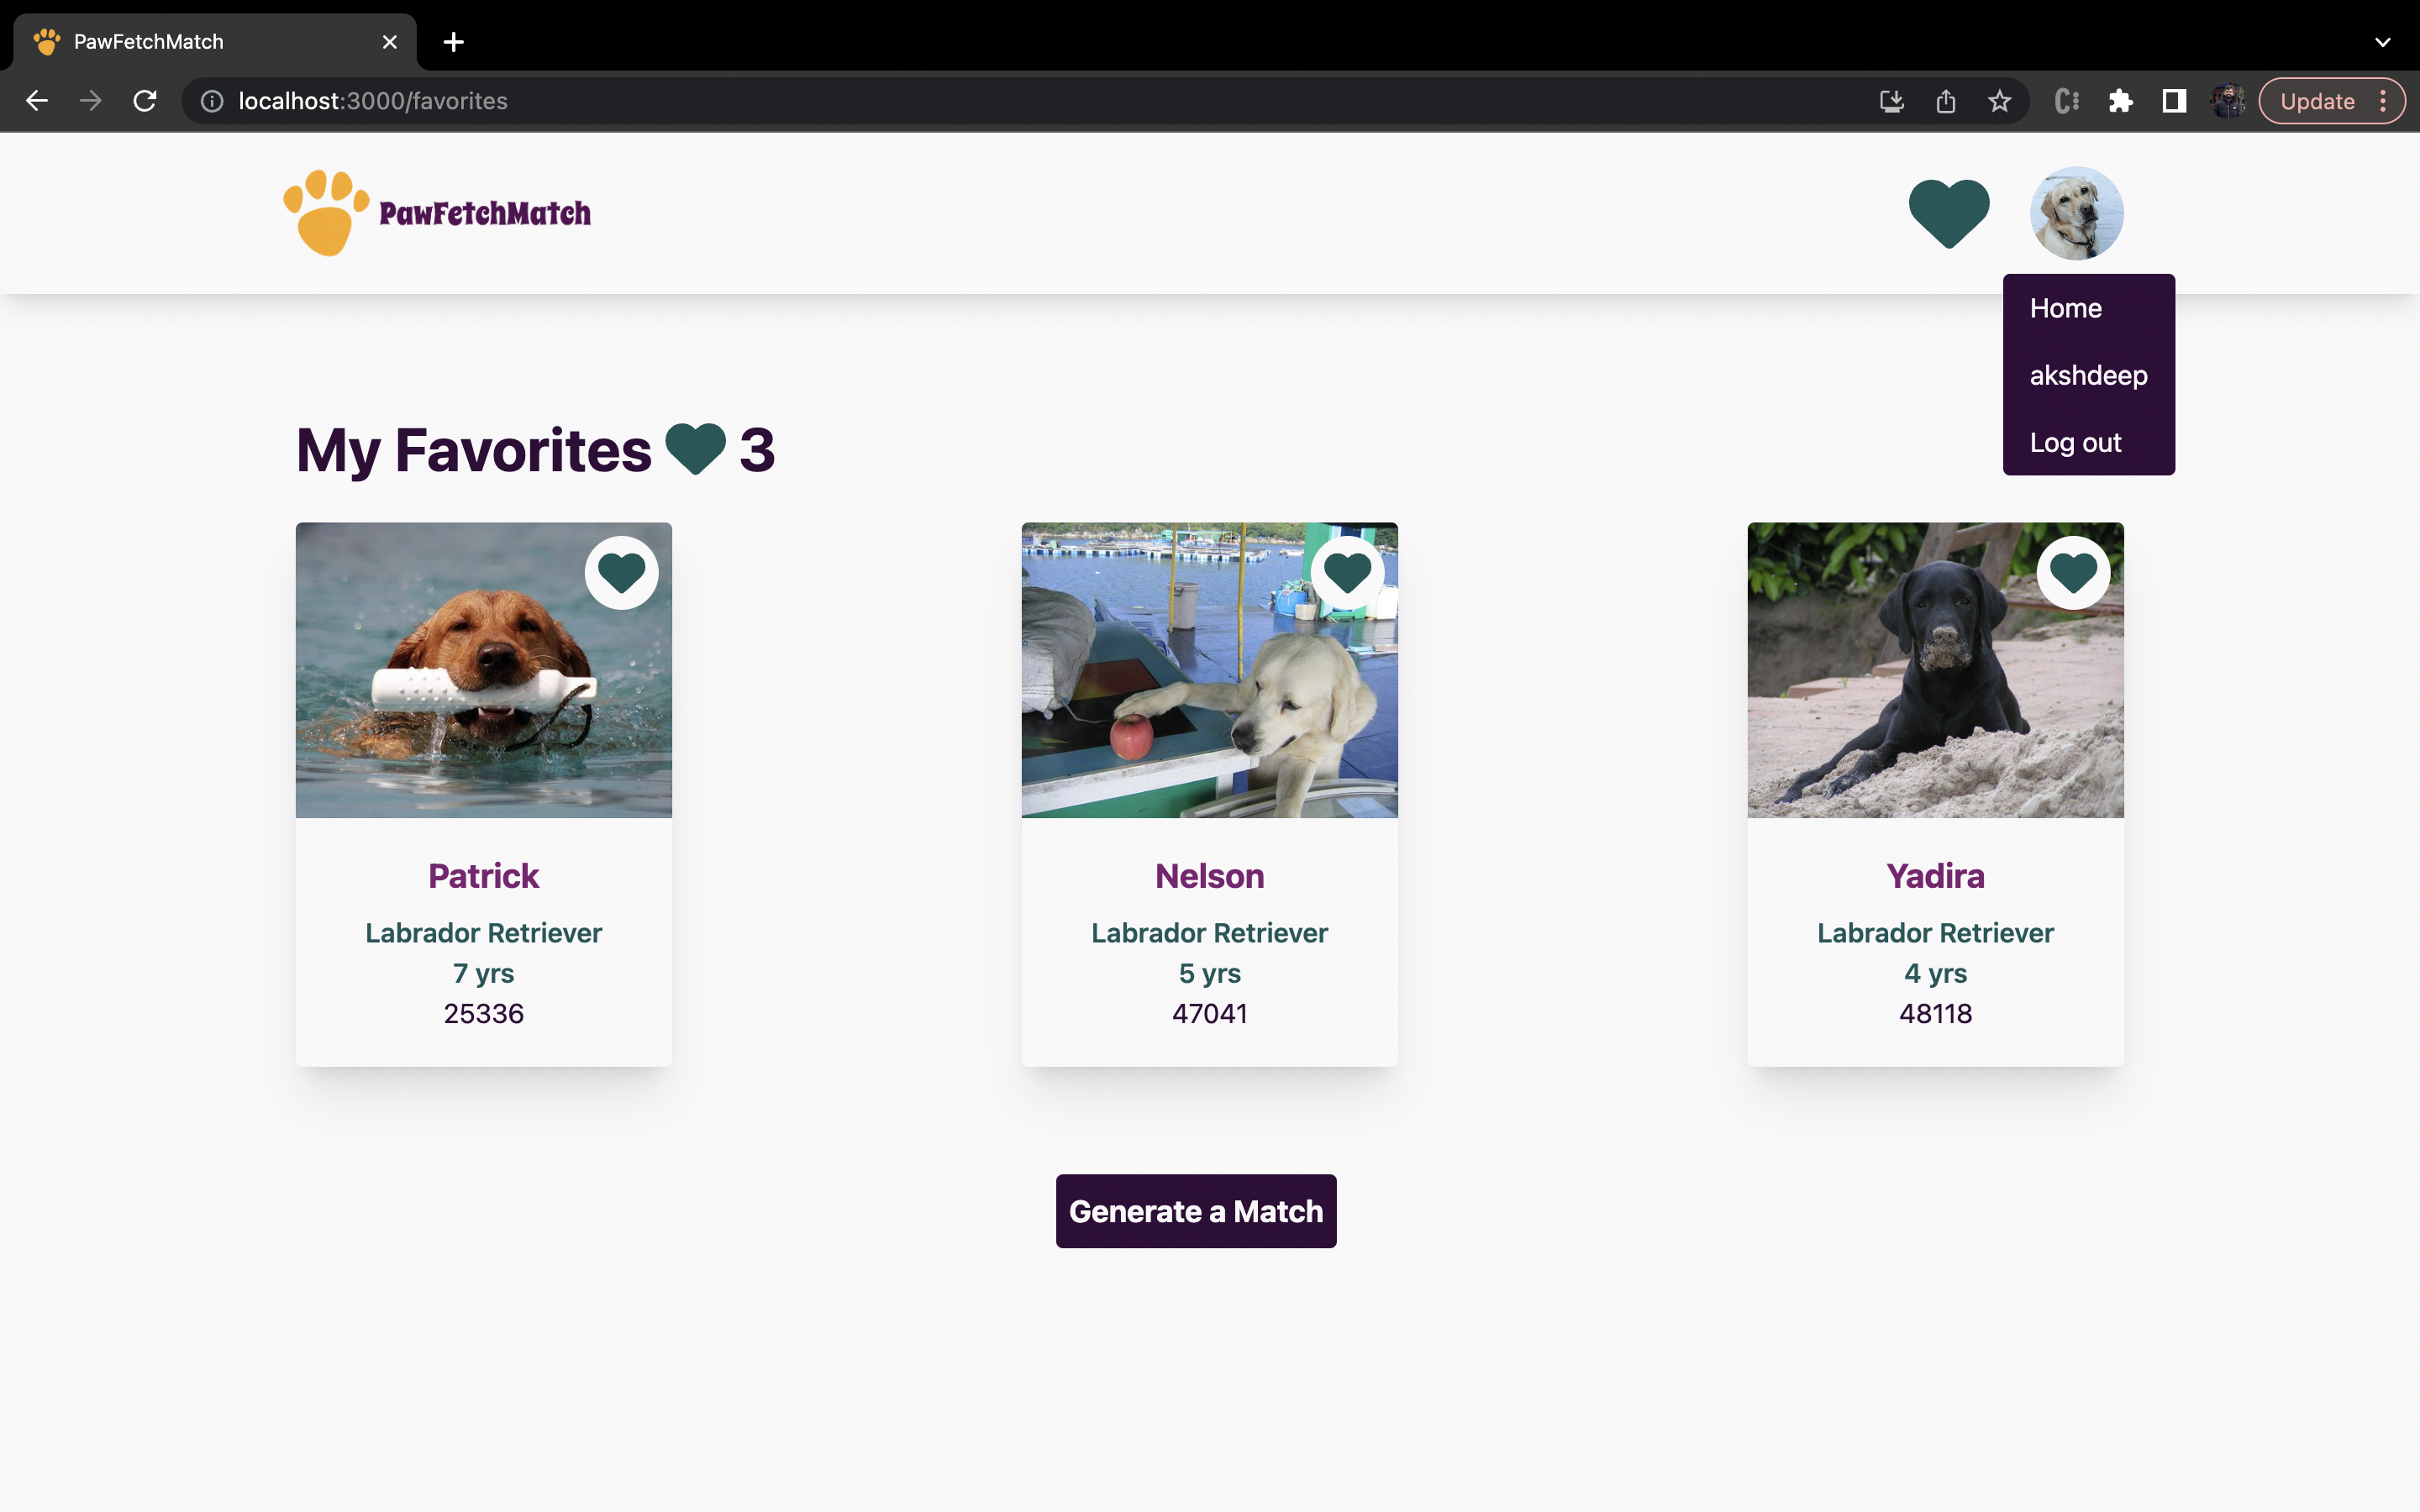 PawFetchMatch
localhost:3000/favorites
Update
PawFetchMatch
Home
akshdeep
Log out
My Favorites 3
Patrick
Labrador Retriever
7 yrs
25336
Nelson
Labrador Retriever
5 yrs
47041
Yadira
Labrador Retriever
4 yrs
48118
Generate a Match